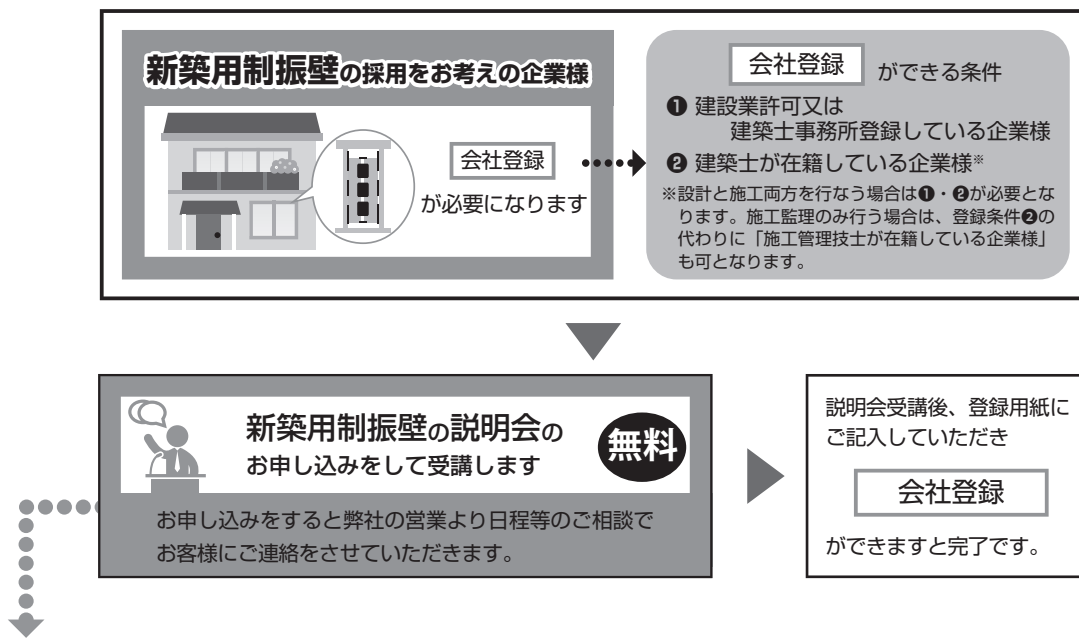 新築用制振壁の採用をお考えの企業様
会社登録
が必要になります
会社登録 ができる条件
❶ 建設業許可又は
建築士事務所登録している企業様
❷ 建築士が在籍している企業様※
※設計と施工両方を行なう場合は❶・❷が必要とな
ります。施工監理のみ行う場合は、登録条件❷の
代わりに「施工管理技士が在籍している企業様」
も可となります。
新築用制振壁の説明会の
お申し込みをして受講します
無料
お申し込みをすると弊社の営業より日程等のご相談で
お客様にご連絡をさせていただきます。
説明会受講後、登録用紙に
ご記入していただき
会社登録
ができますと完了です。